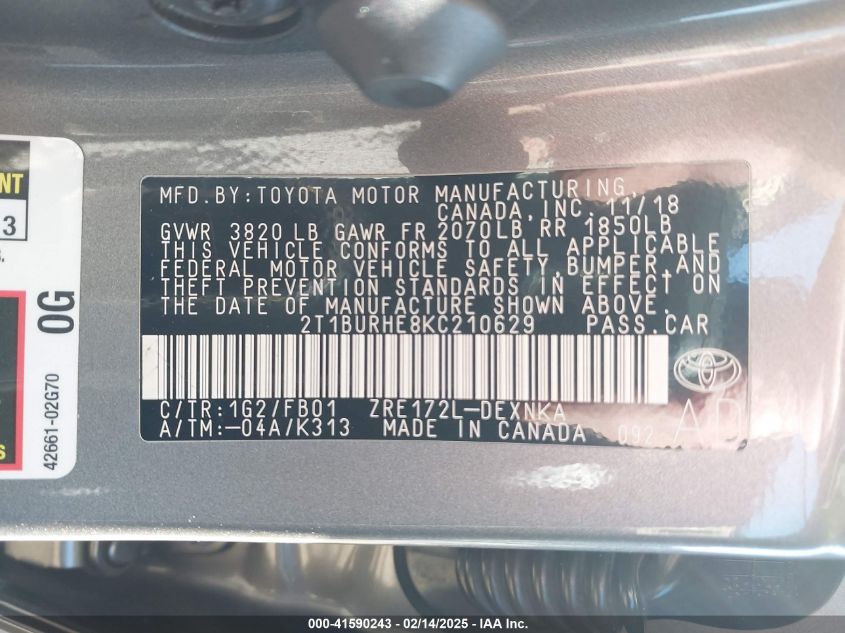 NT
3
OG
42661-02G70
s
MFD.BY:TOYOTA MOTOR MANUFACTURING,
CANADA,INC. 11/18
GVWR 3820 LB GAWR FR 2070LB RR 1850LB
THIS VEHICLE CONFORMS TO ALL APPLICABLE
FEDERAL MOTOR VEHICLE SAFETY,BUMPER,AND
THEFT PREVENTION STANDARDS IN EFFECT ON
THE DATE OF MANUFACTURE SHOWN ABOVE.
2T1BURHE8KC210629 PASS.CAR
C/TR:1G2/FB01 ZRE172L-DEXNKA
A/TM:-04A/K313 MADE IN CANADA 092 AD
000-41590243 - 02/14/2025 - IAA Inc.